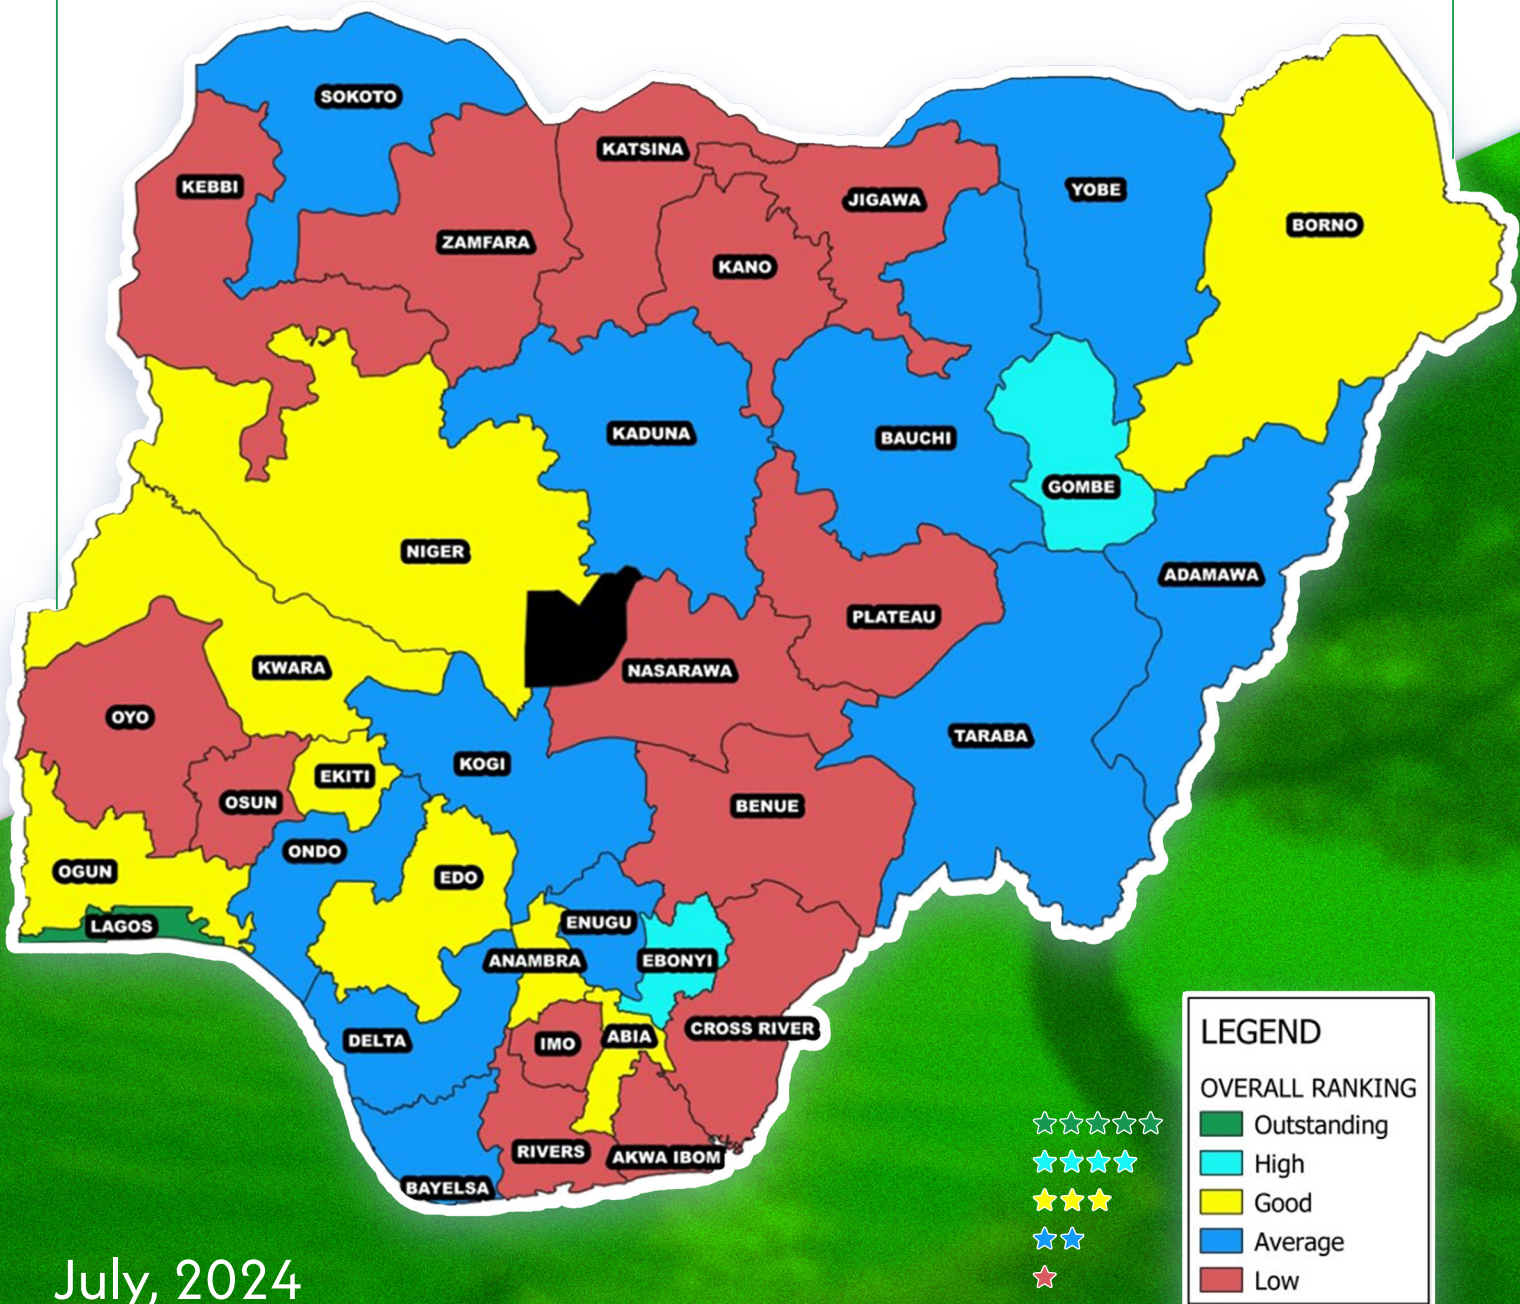 SOKOTO
KATSINA
KEBBI
YOBE
JIGAWA
BORNO
ZAMFARA
KANO
KADUNA
BAUCHI
GOMBE
NIGER
ADAMAWA
PLATEAU
KWARA
NASARAWA
OYO
TARABA
KOGI
EKITI
OSUN
BENUE
ONDO
OGUN
EDO
LAGOS
ENUGU
ANAMBRA
EBONYI
CROSS RIVER
DELTA
IMO
ABIA
RIVERS
AKWA IBOM
BAYELSA
LEGEND
OVERALL RANKING
Outstanding
High
Good
Average
Low
July, 2024